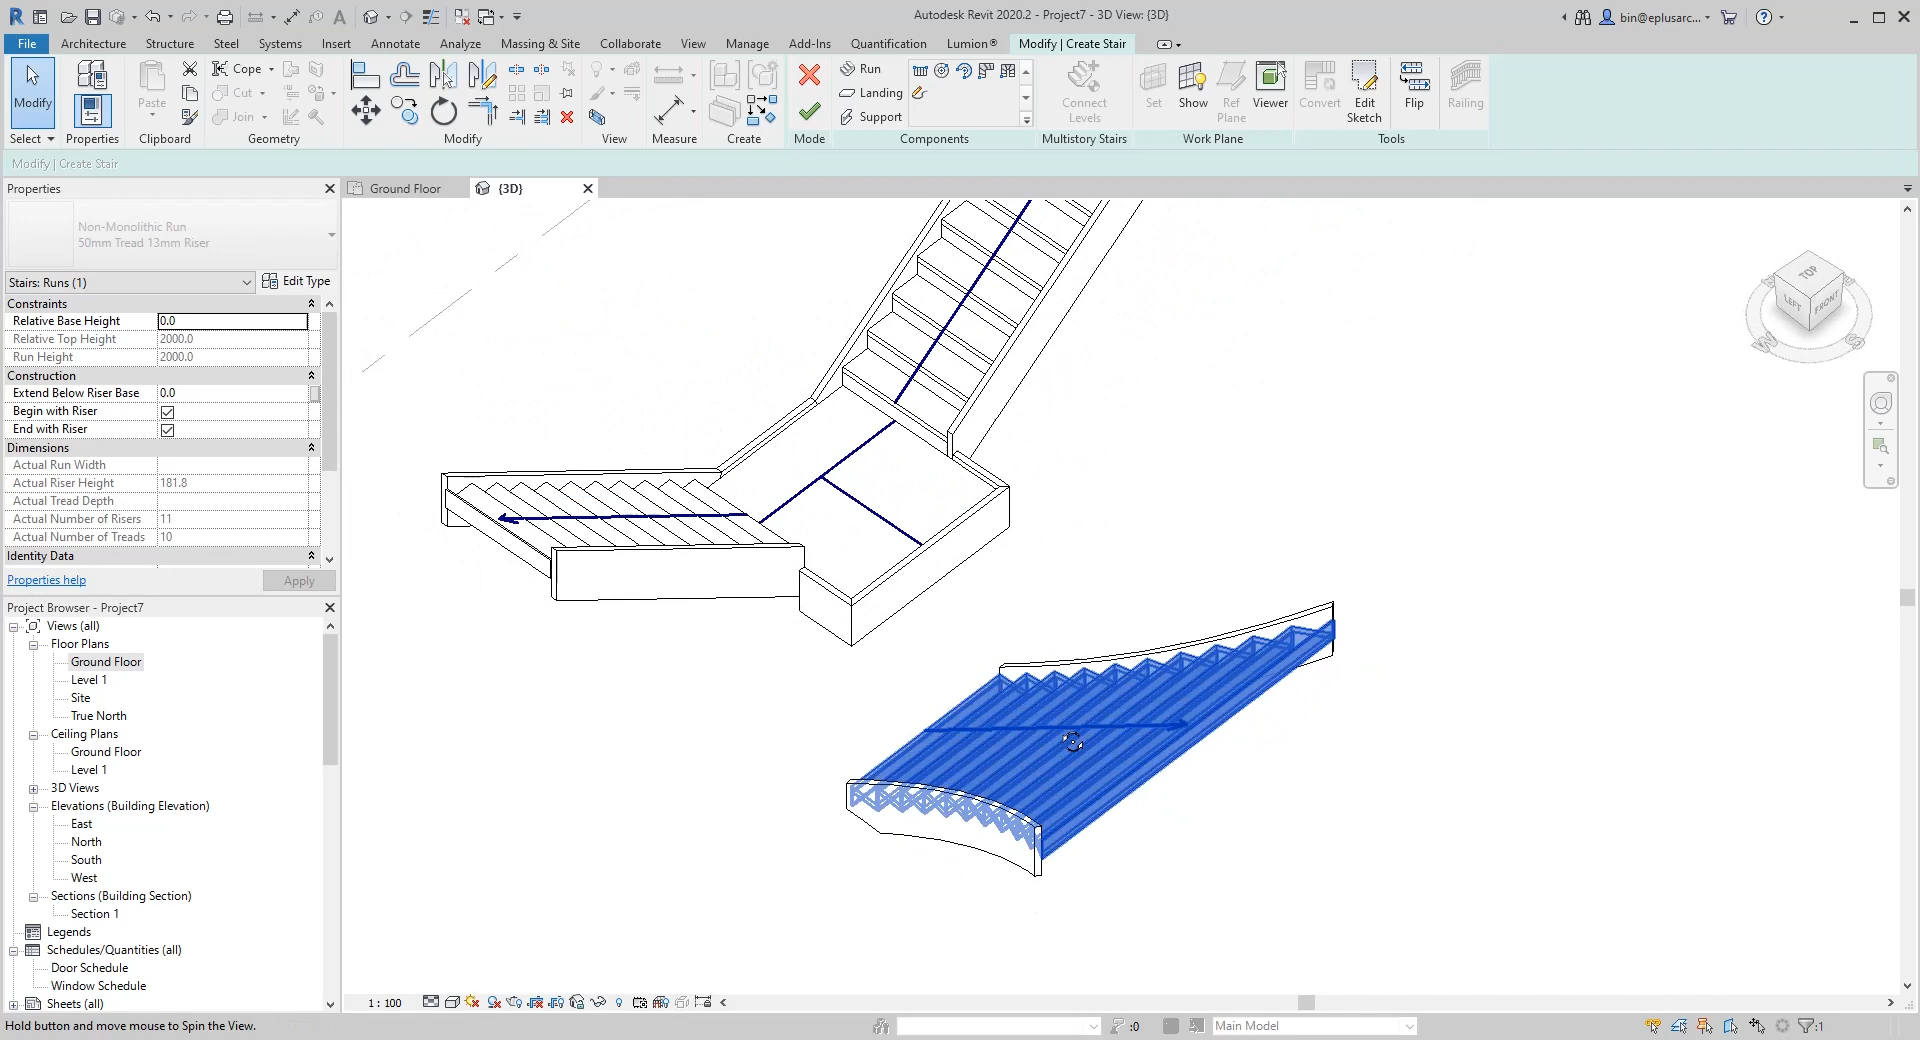 Autodesk Revit 2020.2 - Project7 - 3D View: {3D}
bin@eplusarc...
File
Architecture
Structure
Steel
Systems
Insert
Annotate
Analyze
Massing & Site
Collaborate
View
Manage
Add-Ins
Quantification
Lumion®
Modify | Create Stair
Modify
Paste
Cope
Cut
Join
Run
Landing
Support
Connect
Levels
Set
Show
Ref
Plane
Viewer
Convert
Edit
Sketch
Flip
Railing
Select
Properties
Clipboard
Geometry
Modify
View
Measure
Create
Mode
Components
Multistory Stairs
Work Plane
Tools
Modify | Create Stair
Properties
Ground Floor
{3D}
Non-Monolithic Run
50mm Tread 13mm Riser
Stairs: Runs (1)
Edit Type
Constraints
Relative Base Height 0.0
Relative Top Height 2000.0
Run Height 2000.0
Construction
Extend Below Riser Base 0.0
Begin with Riser
End with Riser
Dimensions
Actual Run Width
Actual Riser Height 181.8
Actual Tread Depth
Actual Number of Risers 11
Actual Number of Treads 10
Identity Data
Properties help
Apply
Project Browser - Project7
Views (all)
Floor Plans
Ground Floor
Level 1
Site
True North
Ceiling Plans
Ground Floor
Level 1
3D Views
Elevations (Building Elevation)
East
North
South
West
Sections (Building Section)
Section 1
Legends
Schedules/Quantities (all)
Door Schedule
Window Schedule
Sheets (all)
TOP
LEFT
FRONT
W
S
1 : 100
Hold button and move mouse to Spin the View.
:0
Main Model
:1